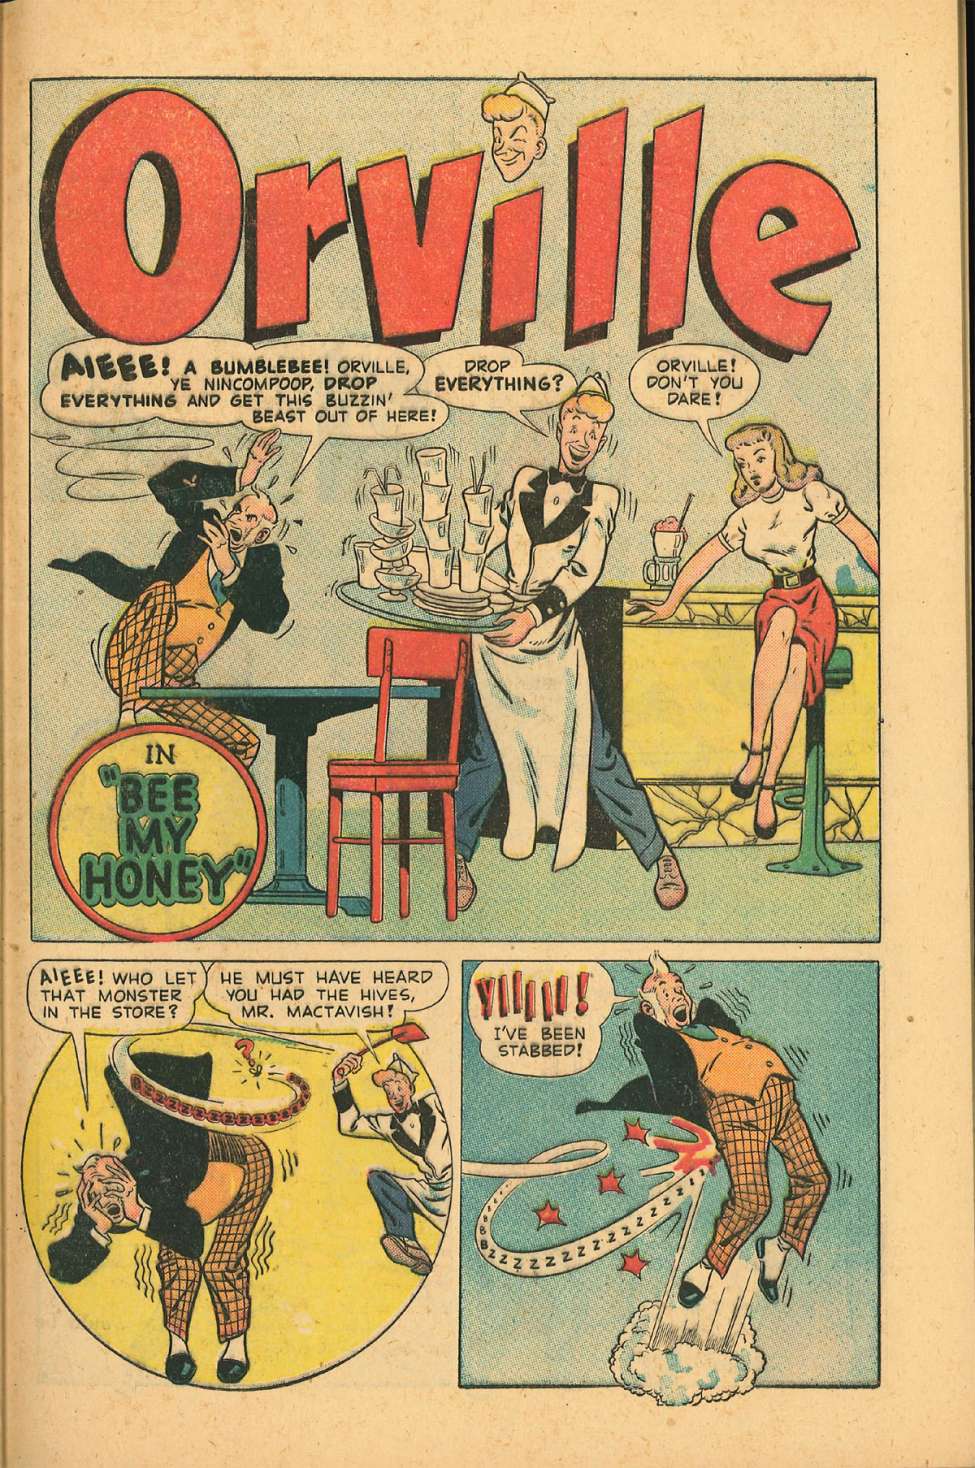 Orville
AIEEE! A BUMBLEBEE! ORVILLE,
YE NINCOMPOOP, DROP
EVERYTHING AND GET THIS BUZZIN'
BEAST OUT OF HERE!
DROP
EVERYTHING?
ORVILLE!
DON'T YOU
DARE!
IN
"BEE
MY
HONEY"
AIEEE! WHO LET
THAT MONSTER
IN THE STORE?
HE MUST HAVE HEARD
YOU HAD THE HIVES,
MR. MACTAVISH!
?
YIIIIII!
I'VE BEEN
STABBED!
BZZZZZZZZZZZZZZZ